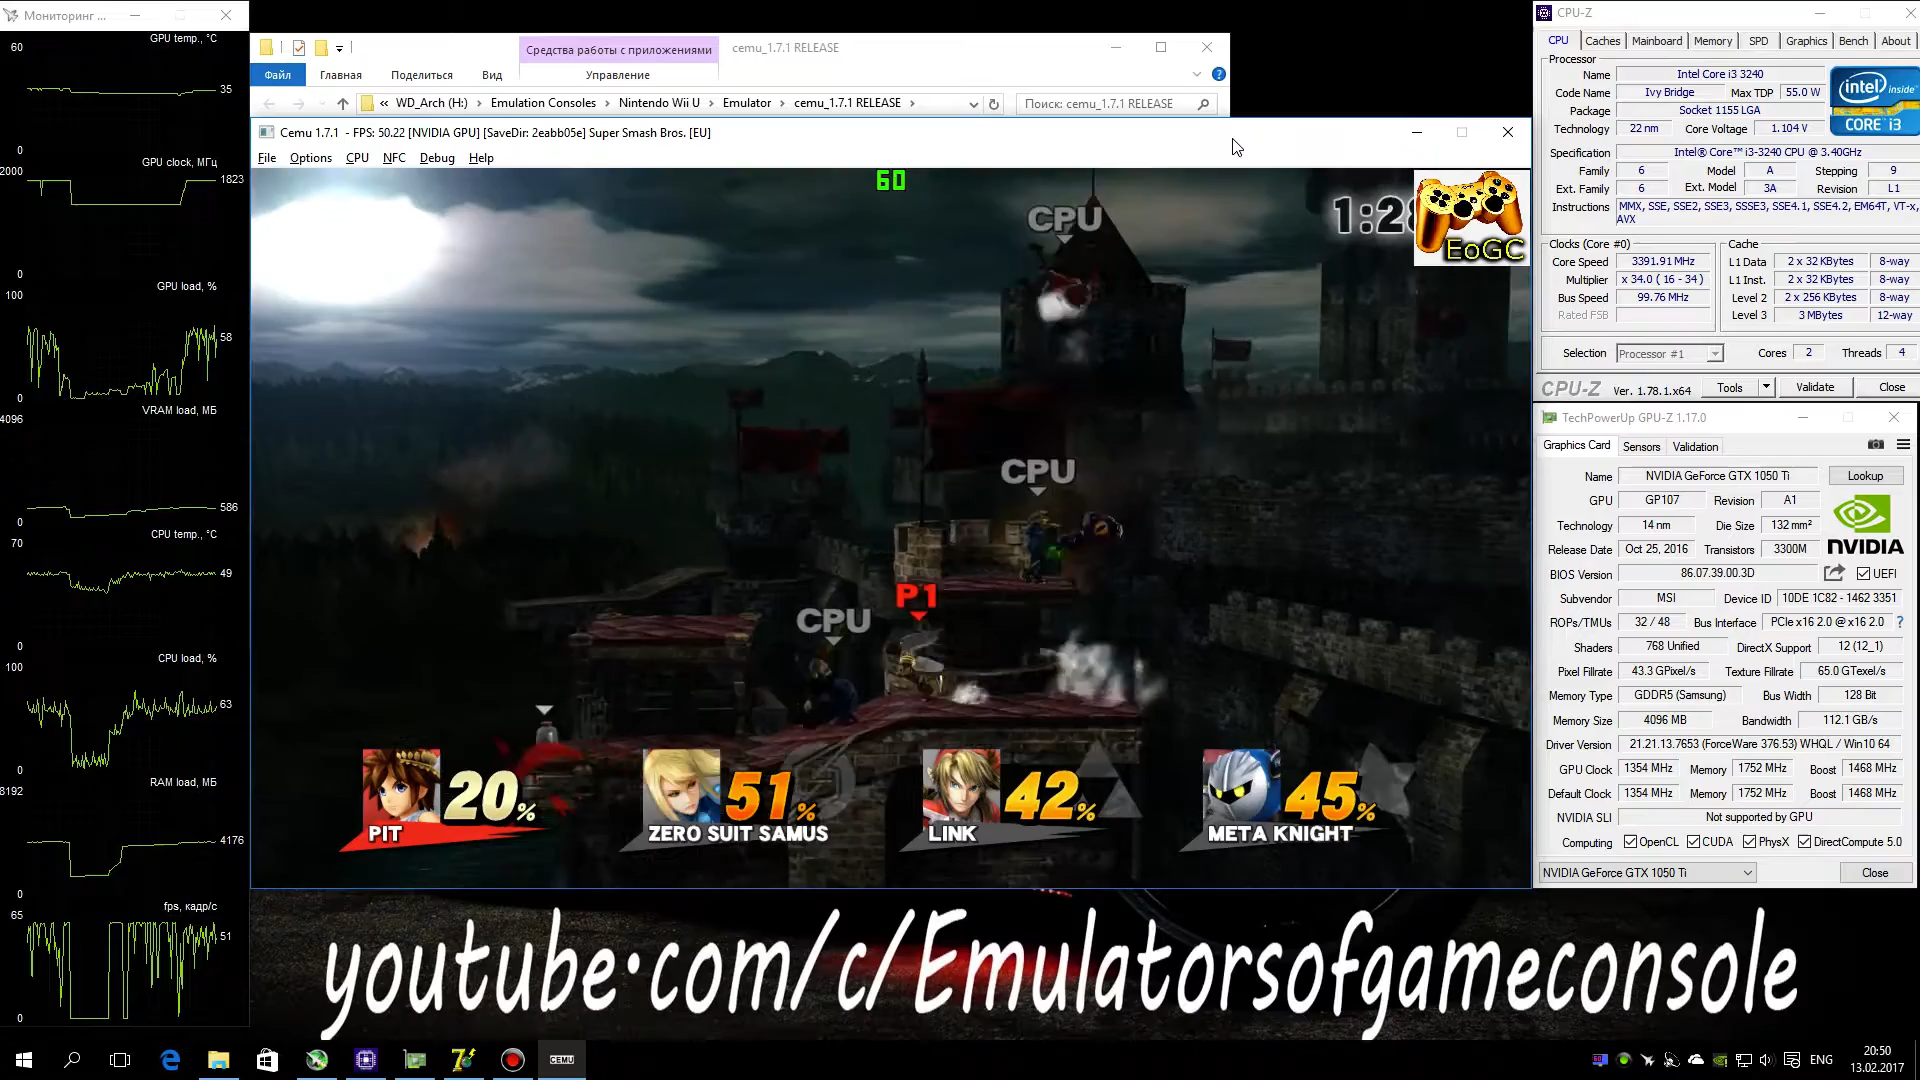 Мониторинг ...
GPU temp., °C
60
35
0
GPU clock, МГц
2000
1823
0
GPU load, %
100
58
0
VRAM load, МБ
4096
586
0
CPU temp., °C
70
49
0
CPU load, %
100
63
0
RAM load, МБ
8192
4176
0
fps, кадр/с
65
51
0
Средства работы с приложениями
cemu_1.7.1 RELEASE
Файл
Главная
Поделиться
Вид
Управление
« WD_Arch (H:) > Emulation Consoles > Nintendo Wii U > Emulator > cemu_1.7.1 RELEASE >
Поиск: cemu_1.7.1 RELEASE
Cemu 1.7.1 - FPS: 50.22 [NVIDIA GPU] [SaveDir: 2eabb05e] Super Smash Bros. [EU]
File Options CPU NFC Debug Help
60
CPU
1:28
EoGC
CPU
P1
CPU
20%
PIT
51%
ZERO SUIT SAMUS
42%
LINK
45%
META KNIGHT
CPU-Z
CPU Caches Mainboard Memory SPD Graphics Bench About
Processor
Name Intel Core i3 3240
Code Name Ivy Bridge Max TDP 55.0 W
Package Socket 1155 LGA
Technology 22 nm Core Voltage 1.104 V
intel inside™
CORE i3
Specification Intel® Core™ i3-3240 CPU @ 3.40GHz
Family 6 Model A Stepping 9
Ext. Family 6 Ext. Model 3A Revision L1
Instructions MMX, SSE, SSE2, SSE3, SSSE3, SSE4.1, SSE4.2, EM64T, VT-x,
AVX
Clocks (Core #0)
Core Speed 3391.91 MHz
Multiplier x 34.0 ( 16 - 34 )
Bus Speed 99.76 MHz
Rated FSB
Cache
L1 Data 2 x 32 KBytes 8-way
L1 Inst. 2 x 32 KBytes 8-way
Level 2 2 x 256 KBytes 8-way
Level 3 3 MBytes 12-way
Selection Processor #1 Cores 2 Threads 4
CPU-Z Ver. 1.78.1.x64 Tools Validate Close
TechPowerUp GPU-Z 1.17.0
Graphics Card Sensors Validation
Name NVIDIA GeForce GTX 1050 Ti Lookup
GPU GP107 Revision A1
Technology 14 nm Die Size 132 mm²
Release Date Oct 25, 2016 Transistors 3300M
NVIDIA
BIOS Version 86.07.39.00.3D UEFI
Subvendor MSI Device ID 10DE 1C82 - 1462 3351
ROPs/TMUs 32 / 48 Bus Interface PCIe x16 2.0 @ x16 2.0 ?
Shaders 768 Unified DirectX Support 12 (12_1)
Pixel Fillrate 43.3 GPixel/s Texture Fillrate 65.0 GTexel/s
Memory Type GDDR5 (Samsung) Bus Width 128 Bit
Memory Size 4096 MB Bandwidth 112.1 GB/s
Driver Version 21.21.13.7653 (ForceWare 376.53) WHQL / Win10 64
GPU Clock 1354 MHz Memory 1752 MHz Boost 1468 MHz
Default Clock 1354 MHz Memory 1752 MHz Boost 1468 MHz
NVIDIA SLI Not supported by GPU
Computing OpenCL CUDA PhysX DirectCompute 5.0
NVIDIA GeForce GTX 1050 Ti Close
youtube.com/c/Emulatorsofgameconsole
CEMU
ENG
20:50
13.02.2017